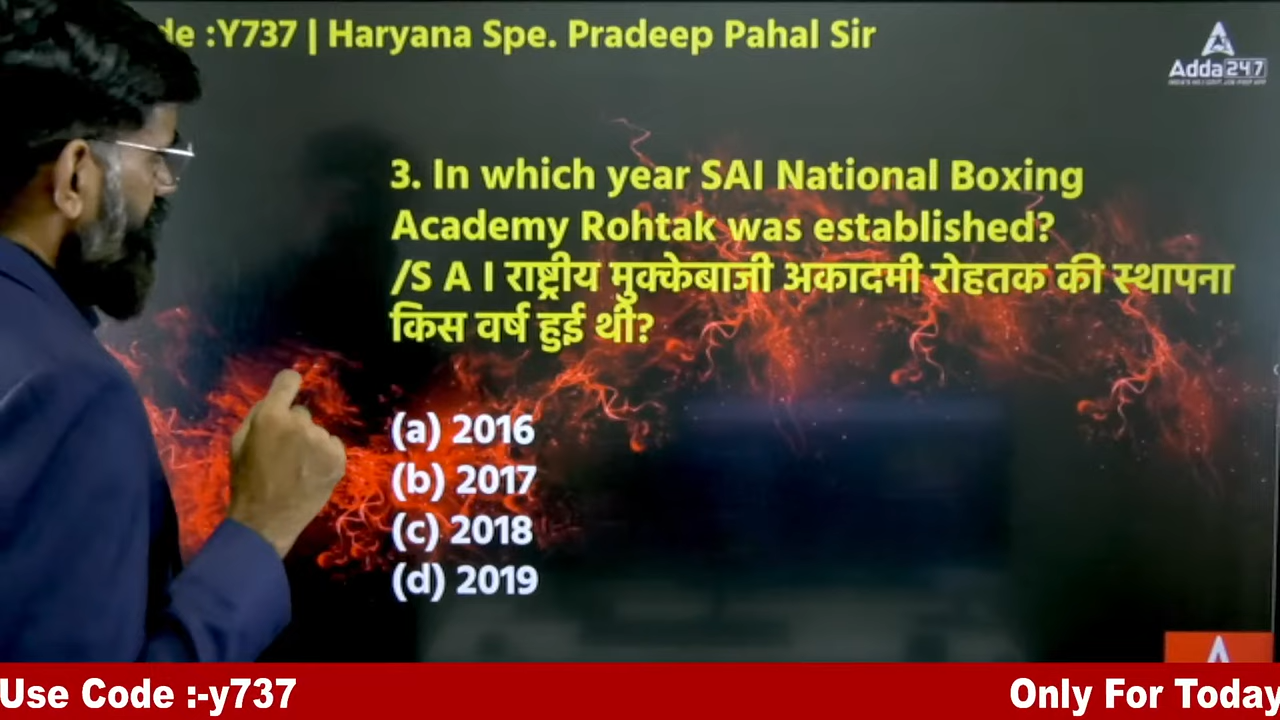 de :Y737 | Haryana Spe. Pradeep Pahal Sir
Adda247
3. In which year SAI National Boxing
Academy Rohtak was established?
/S A I राष्ट्रीय मुक्केबाजी अकादमी रोहतक की स्थापना
किस वर्ष हुई थी?
(a) 2016
(b) 2017
(c) 2018
(d) 2019
Use Code :-y737
Only For Today